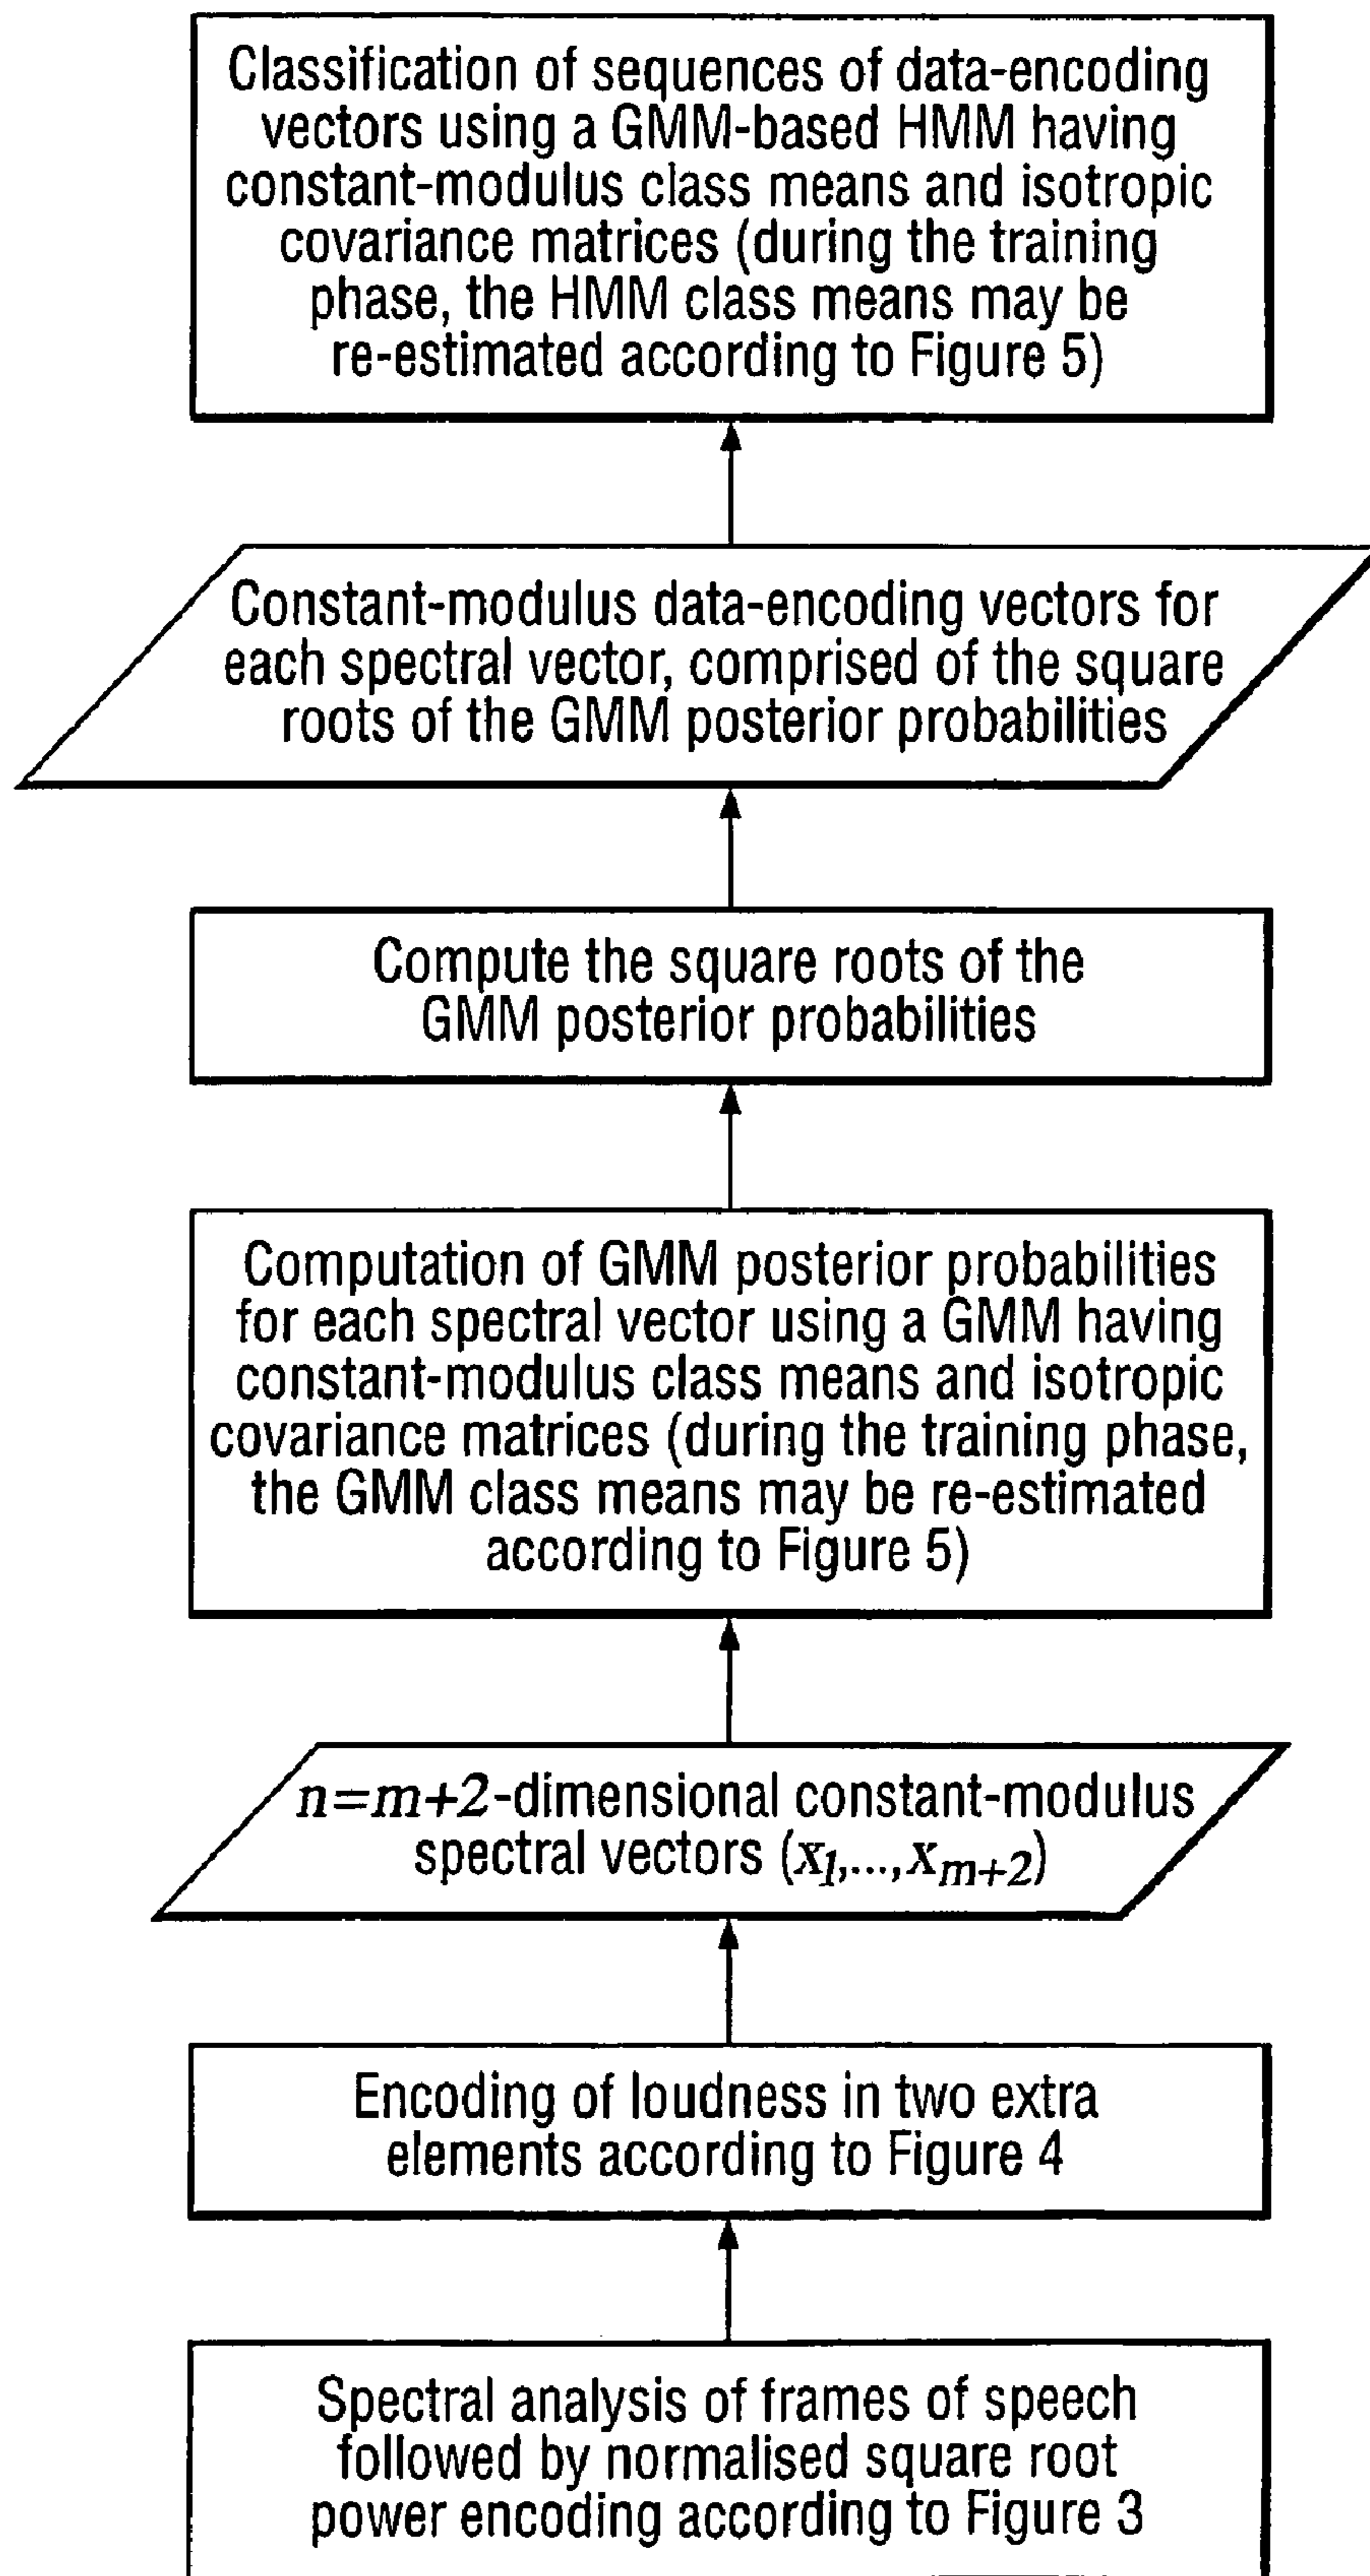 Classification of sequences of data-encoding
vectors using a GMM-based HMM having
constant-modulus class means and isotropic
covariance matrices (during the training
phase, the HMM class means may be
re-estimated according to Figure 5)
Constant-modulus data-encoding vectors for
each spectral vector, comprised of the square
roots of the GMM posterior probabilities
Compute the square roots of the
GMM posterior probabilities
Computation of GMM posterior probabilities
for each spectral vector using a GMM having
constant-modulus class means and isotropic
covariance matrices (during the training phase,
the GMM class means may be re-estimated
according to Figure 5)
n=m+2-dimensional constant-modulus
spectral vectors (x₁,...,xₘ₊₂)
Encoding of loudness in two extra
elements according to Figure 4
Spectral analysis of frames of speech
followed by normalised square root
power encoding according to Figure 3